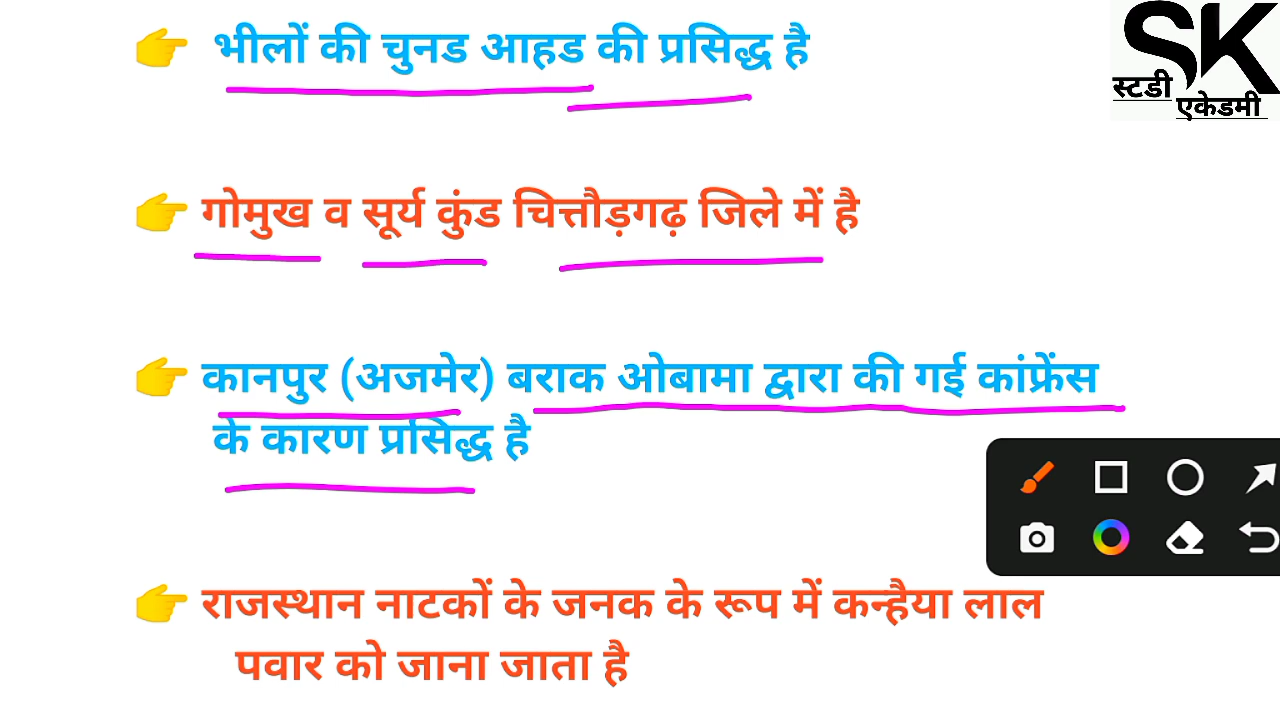 SK
स्टडी
एकेडमी
👉 भीलों की चुनड आहड की प्रसिद्ध है
👉 गोमुख व सूर्य कुंड चित्तौड़गढ़ जिले में है
👉 कानपुर (अजमेर) बराक ओबामा द्वारा की गई कांफ्रेंस
के कारण प्रसिद्ध है
👉 राजस्थान नाटकों के जनक के रूप में कन्हैया लाल
पवार को जाना जाता है